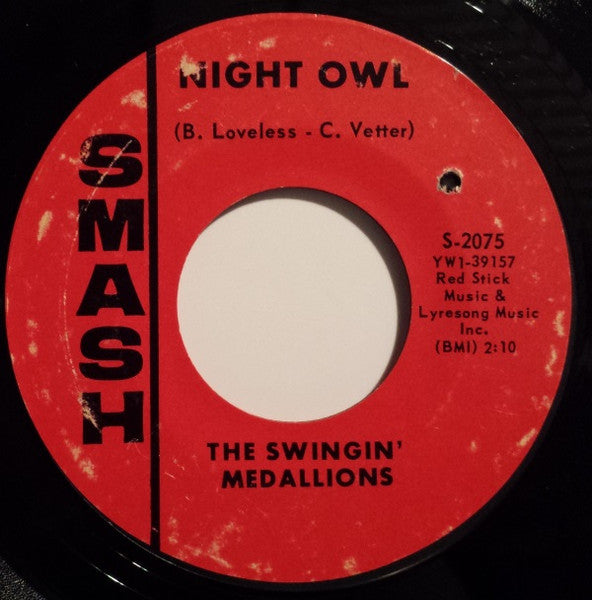 NIGHT OWL
(B. Loveless - C. Vetter)
SMASH
S-2075
YW1-39157
Red Stick
Music &
Lyresong Music
Inc.
(BMI) 2:10
THE SWINGIN'
MEDALLIONS